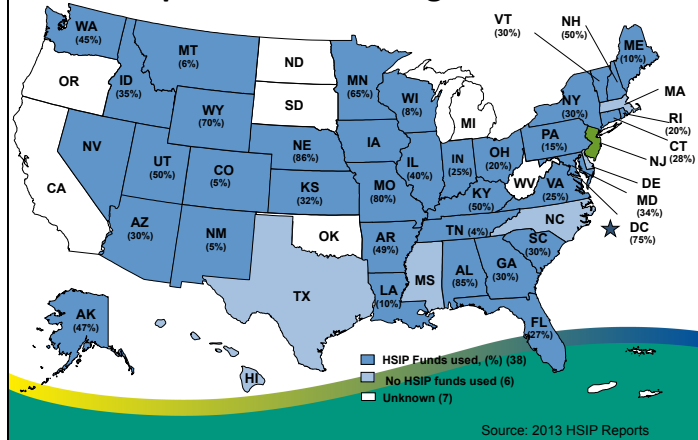 VT
(30%)
NH
(50%)
WA
(45%)
MT
(6%)
ND
ME
(10%)
OR
ID
(35%)
MN
(65%)
MA
SD
WI
(8%)
NY
(30%)
WY
(70%)
MI
RI
(20%)
CT
(28%)
NV
NE
(86%)
IA
PA
(15%)
NJ
UT
(50%)
CO
(5%)
IL
(40%)
IN
(25%)
OH
(20%)
DE
CA
KS
(32%)
MO
(80%)
WV
VA
(25%)
MD
(34%)
KY
(50%)
DC
(75%)
AZ
(30%)
NM
(5%)
OK
AR
(49%)
TN (4%)
NC
SC
(30%)
TX
MS
AL
(85%)
GA
(30%)
LA
(10%)
AK
(47%)
FL
(27%)
HI
HSIP Funds used, (%) (38)
No HSIP funds used (6)
Unknown (7)
Source: 2013 HSIP Reports